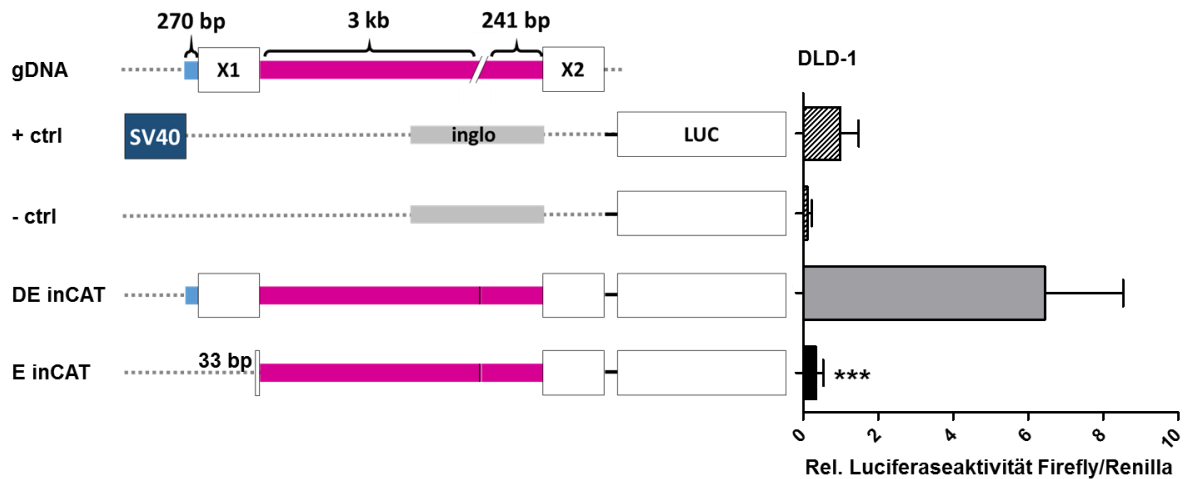 270 bp 3 kb 241 bp
gDNA X1 X2 DLD-1
+ ctrl SV40 inglo LUC
- ctrl
DE inCAT
33 bp
E inCAT ***
0 2 4 6 8 10
Rel. Luciferaseaktivität Firefly/Renilla